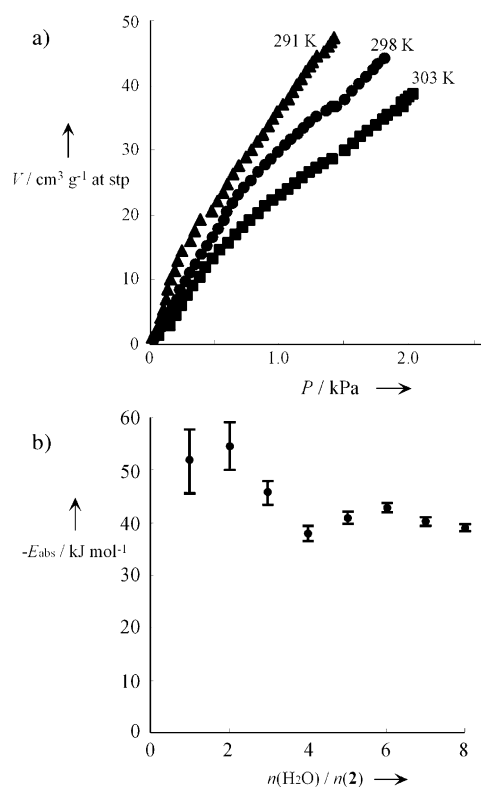 a)
50
40
30
20
10
0
V / cm³ g⁻¹ at stp
291 K
298 K
303 K
0
1.0
2.0
P / kPa
b)
60
50
40
30
20
10
0
-Eabs / kJ mol⁻¹
0
2
4
6
8
n(H₂O) / n(2)